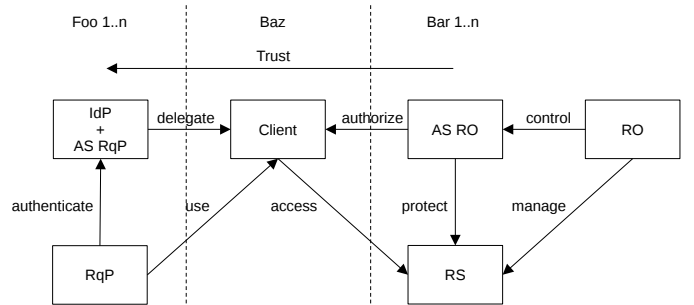 Foo 1..n
Baz
Bar 1..n
Trust
IdP
+
AS RqP
delegate
Client
authorize
AS RO
control
RO
authenticate
use
access
protect
manage
RqP
RS